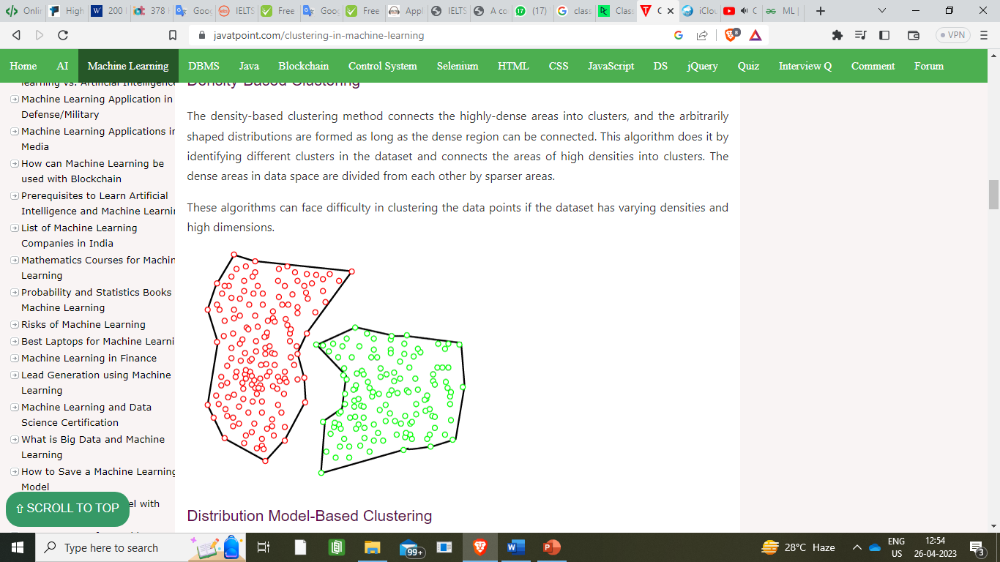 Onlin
High
200
378
Goog
IELTS
Free
Goog
Free
Appl
IELTS
A co
(17)
class
Class
C
iClou
C
ML |
javatpoint.com/clustering-in-machine-learning
8
VPN
Home AI Machine Learning DBMS Java Blockchain Control System Selenium HTML CSS JavaScript DS jQuery Quiz Interview Q Comment Forum
learning vs. Artificial Intelligence
Machine Learning Application in
Defense/Military
Machine Learning Applications in
Media
How can Machine Learning be
used with Blockchain
Prerequisites to Learn Artificial
Intelligence and Machine Learnin
List of Machine Learning
Companies in India
Mathematics Courses for Machin
Learning
Probability and Statistics Books
Machine Learning
Risks of Machine Learning
Best Laptops for Machine Learni
Machine Learning in Finance
Lead Generation using Machine
Learning
Machine Learning and Data
Science Certification
What is Big Data and Machine
Learning
How to Save a Machine Learning
Model
el with
SCROLL TO TOP
Density-Based Clustering
The density-based clustering method connects the highly-dense areas into clusters, and the arbitrarily
shaped distributions are formed as long as the dense region can be connected. This algorithm does it by
identifying different clusters in the dataset and connects the areas of high densities into clusters. The
dense areas in data space are divided from each other by sparser areas.
These algorithms can face difficulty in clustering the data points if the dataset has varying densities and
high dimensions.
Distribution Model-Based Clustering
Type here to search
99+
28°C Haze
ENG
US
12:54
26-04-2023
3